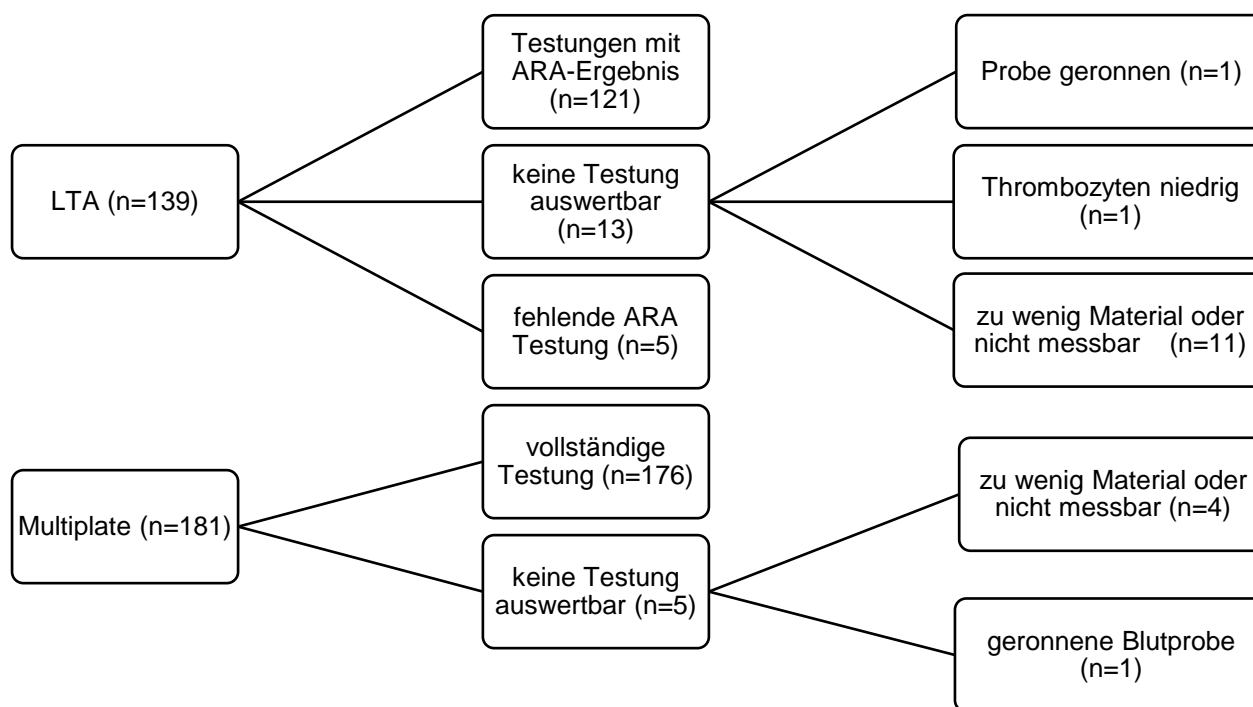 LTA (n=139)
Testungen mit
ARA-Ergebnis
(n=121)
keine Testung
auswertbar
(n=13)
fehlende ARA
Testung (n=5)
Probe geronnen (n=1)
Thrombozyten niedrig
(n=1)
zu wenig Material oder
nicht messbar (n=11)
Multiplate (n=181)
vollständige
Testung (n=176)
keine Testung
auswertbar (n=5)
zu wenig Material oder
nicht messbar (n=4)
geronnene Blutprobe
(n=1)